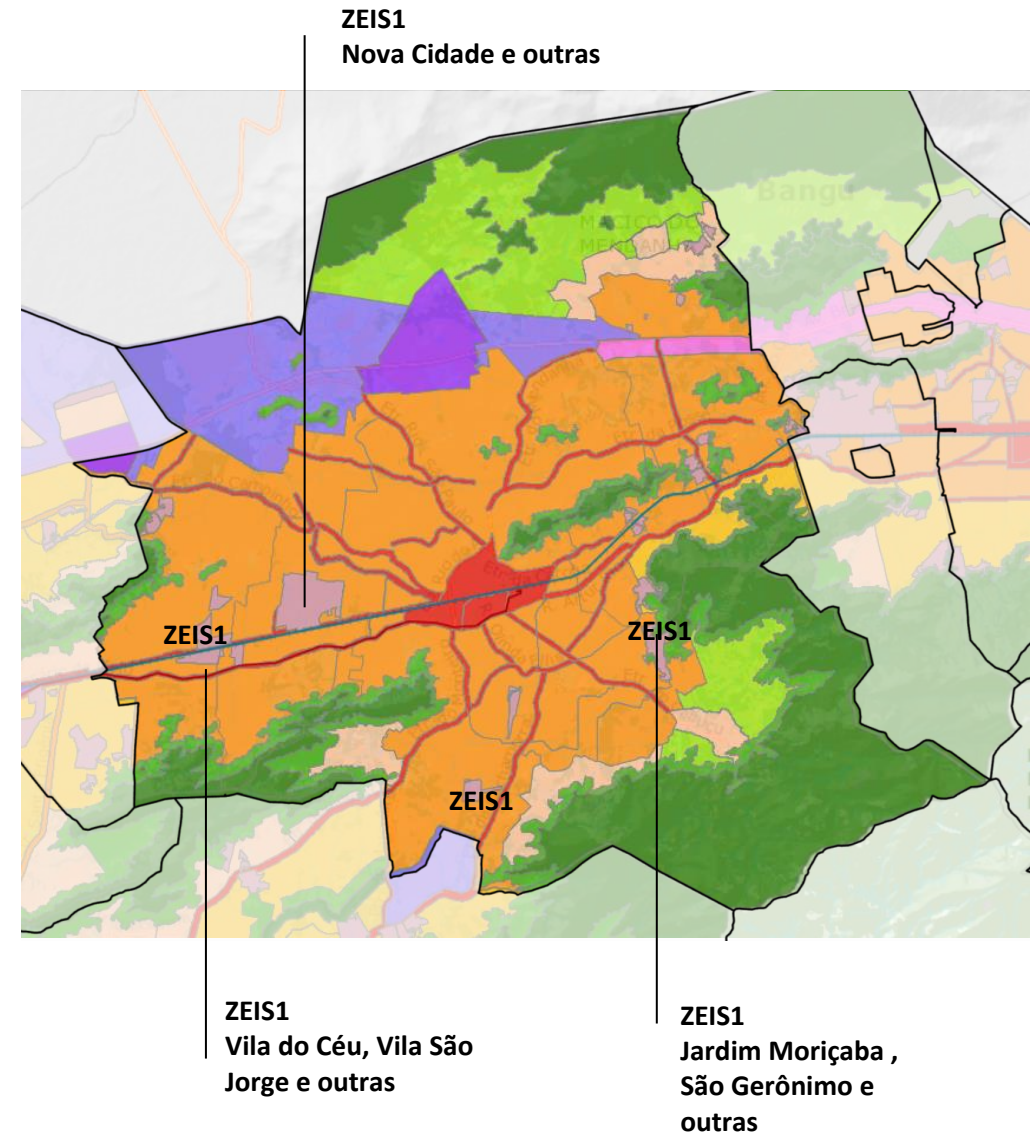 ZEIS1
Nova Cidade e outras
Bangu
ZEIS1
ZEIS1
ZEIS1
ZEIS1
Vila do Céu, Vila São
Jorge e outras
ZEIS1
Jardim Moriçaba ,
São Gerônimo e
outras